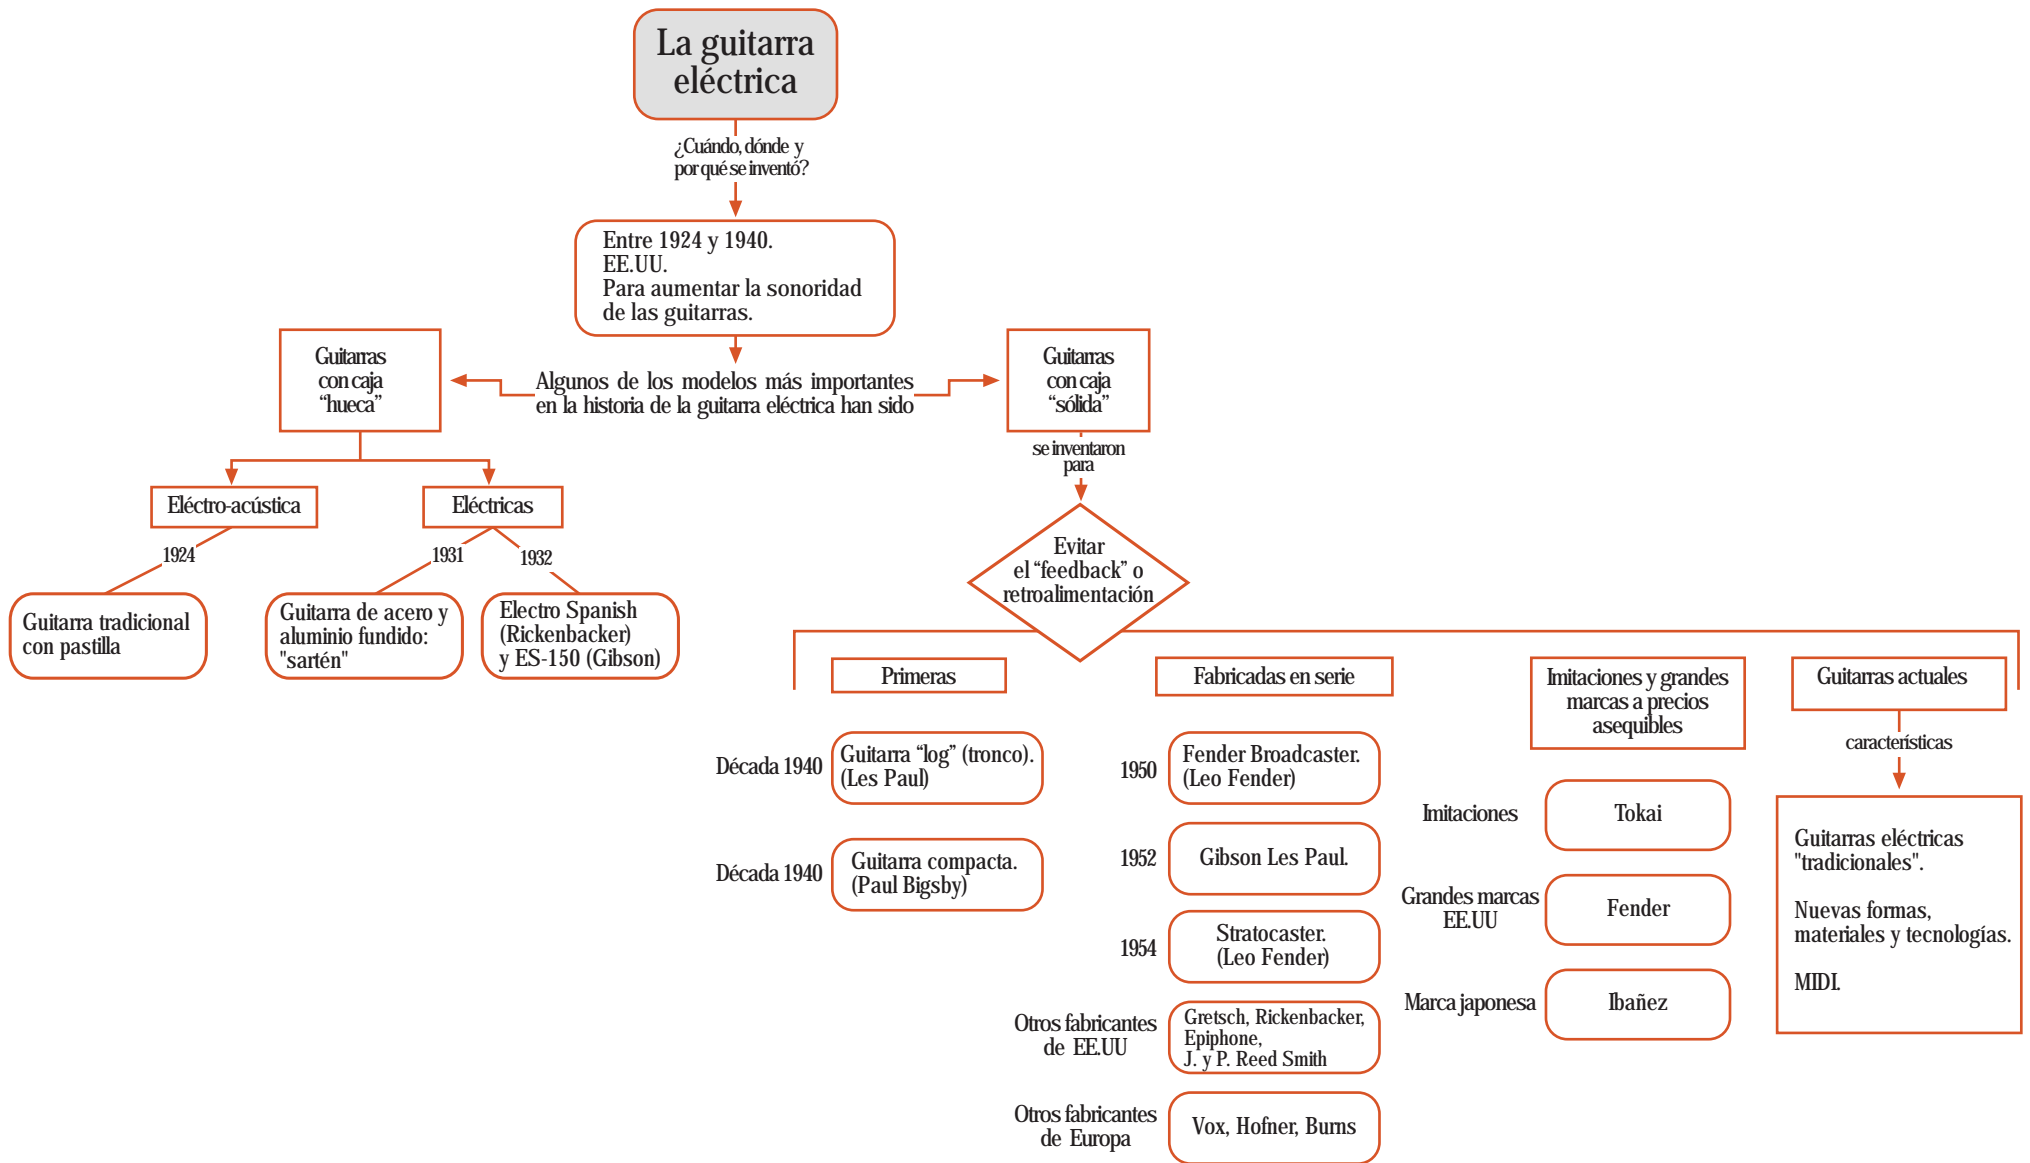 La guitarra
eléctrica
¿Cuándo, dónde y
por qué se inventó?
Entre 1924 y 1940.
EE.UU.
Para aumentar la sonoridad
de las guitarras.
Algunos de los modelos más importantes
en la historia de la guitarra eléctrica han sido
Guitarras
con caja
“hueca”
Eléctro-acústica
1924
Guitarra tradicional
con pastilla
Eléctricas
1931
Guitarra de acero y
aluminio fundido:
"sartén"
1932
Electro Spanish
(Rickenbacker)
y ES-150 (Gibson)
Guitarras
con caja
“sólida”
se inventaron
para
Evitar
el “feedback” o
retroalimentación
Primeras
Década 1940
Guitarra “log” (tronco).
(Les Paul)
Década 1940
Guitarra compacta.
(Paul Bigsby)
Fabricadas en serie
1950
Fender Broadcaster.
(Leo Fender)
1952
Gibson Les Paul.
1954
Stratocaster.
(Leo Fender)
Otros fabricantes
de EE.UU
Gretsch, Rickenbacker,
Epiphone,
J. y P. Reed Smith
Otros fabricantes
de Europa
Vox, Hofner, Burns
Imitaciones y grandes
marcas a precios
asequibles
Imitaciones
Tokai
Grandes marcas
EE.UU
Fender
Marca japonesa
Ibañez
Guitarras actuales
características
Guitarras eléctricas
"tradicionales".
Nuevas formas,
materiales y tecnologías.
MIDI.